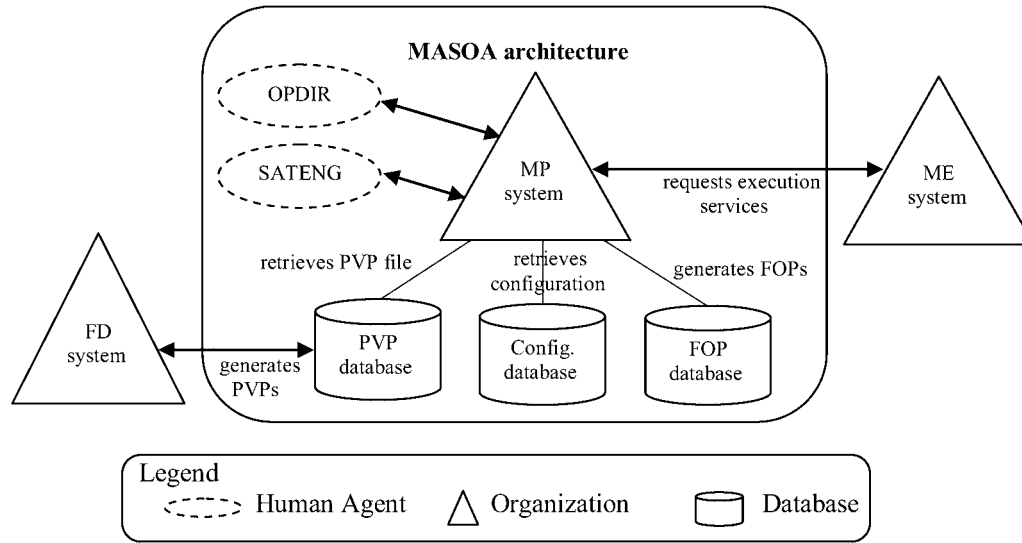 MASOA architecture
OPDIR
SATENG
MP
system
requests execution
services
ME
system
retrieves PVP file
retrieves
configuration
generates FOPs
FD
system
generates
PVPs
PVP
database
Config.
database
FOP
database
Legend
Human Agent
Organization
Database